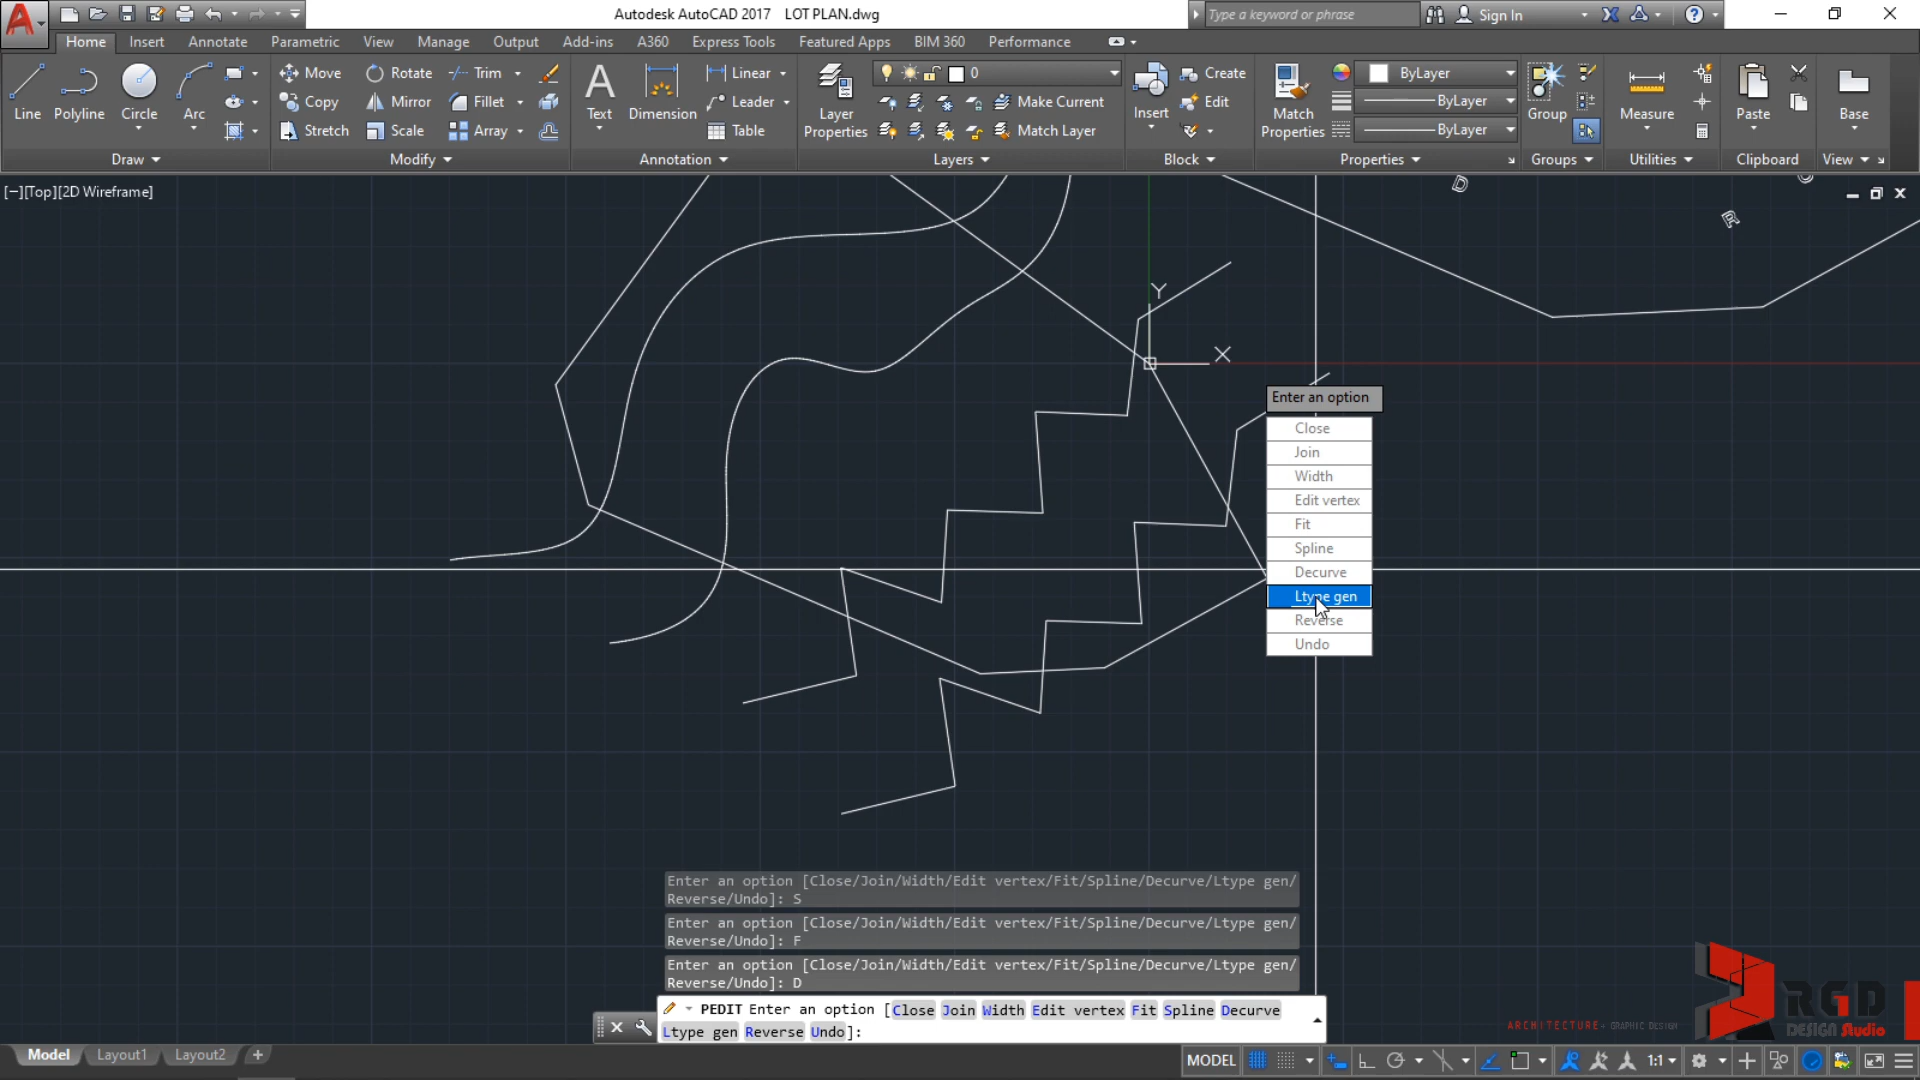 Autodesk AutoCAD 2017 LOT PLAN.dwg
Type a keyword or phrase
Sign In
Home Insert Annotate Parametric View Manage Output Add-ins A360 Express Tools Featured Apps BIM 360 Performance
Line
Polyline
Circle
Arc
Draw
Move
Copy
Stretch
Rotate
Mirror
Scale
Trim
Fillet
Array
Modify
Text
Dimension
Linear
Leader
Table
Annotation
Layer
Properties
0
Make Current
Match Layer
Layers
Insert
Create
Edit
Block
Match
Properties
ByLayer
ByLayer
ByLayer
Properties
Group
Groups
Measure
Utilities
Paste
Clipboard
Base
View
[−][Top][2D Wireframe]
D
R
Y
X
Enter an option
Close
Join
Width
Edit vertex
Fit
Spline
Decurve
Ltype gen
Reverse
Undo
Enter an option [Close/Join/Width/Edit vertex/Fit/Spline/Decurve/Ltype gen/
Reverse/Undo]: S
Enter an option [Close/Join/Width/Edit vertex/Fit/Spline/Decurve/Ltype gen/
Reverse/Undo]: F
Enter an option [Close/Join/Width/Edit vertex/Fit/Spline/Decurve/Ltype gen/
Reverse/Undo]: D
PEDIT Enter an option [Close Join Width Edit vertex Fit Spline Decurve
Ltype gen Reverse Undo]:
RGD
DESIGN Studio
ARCHITECTURE + GRAPHIC DESIGN
Model Layout1 Layout2 +
MODEL
1:1